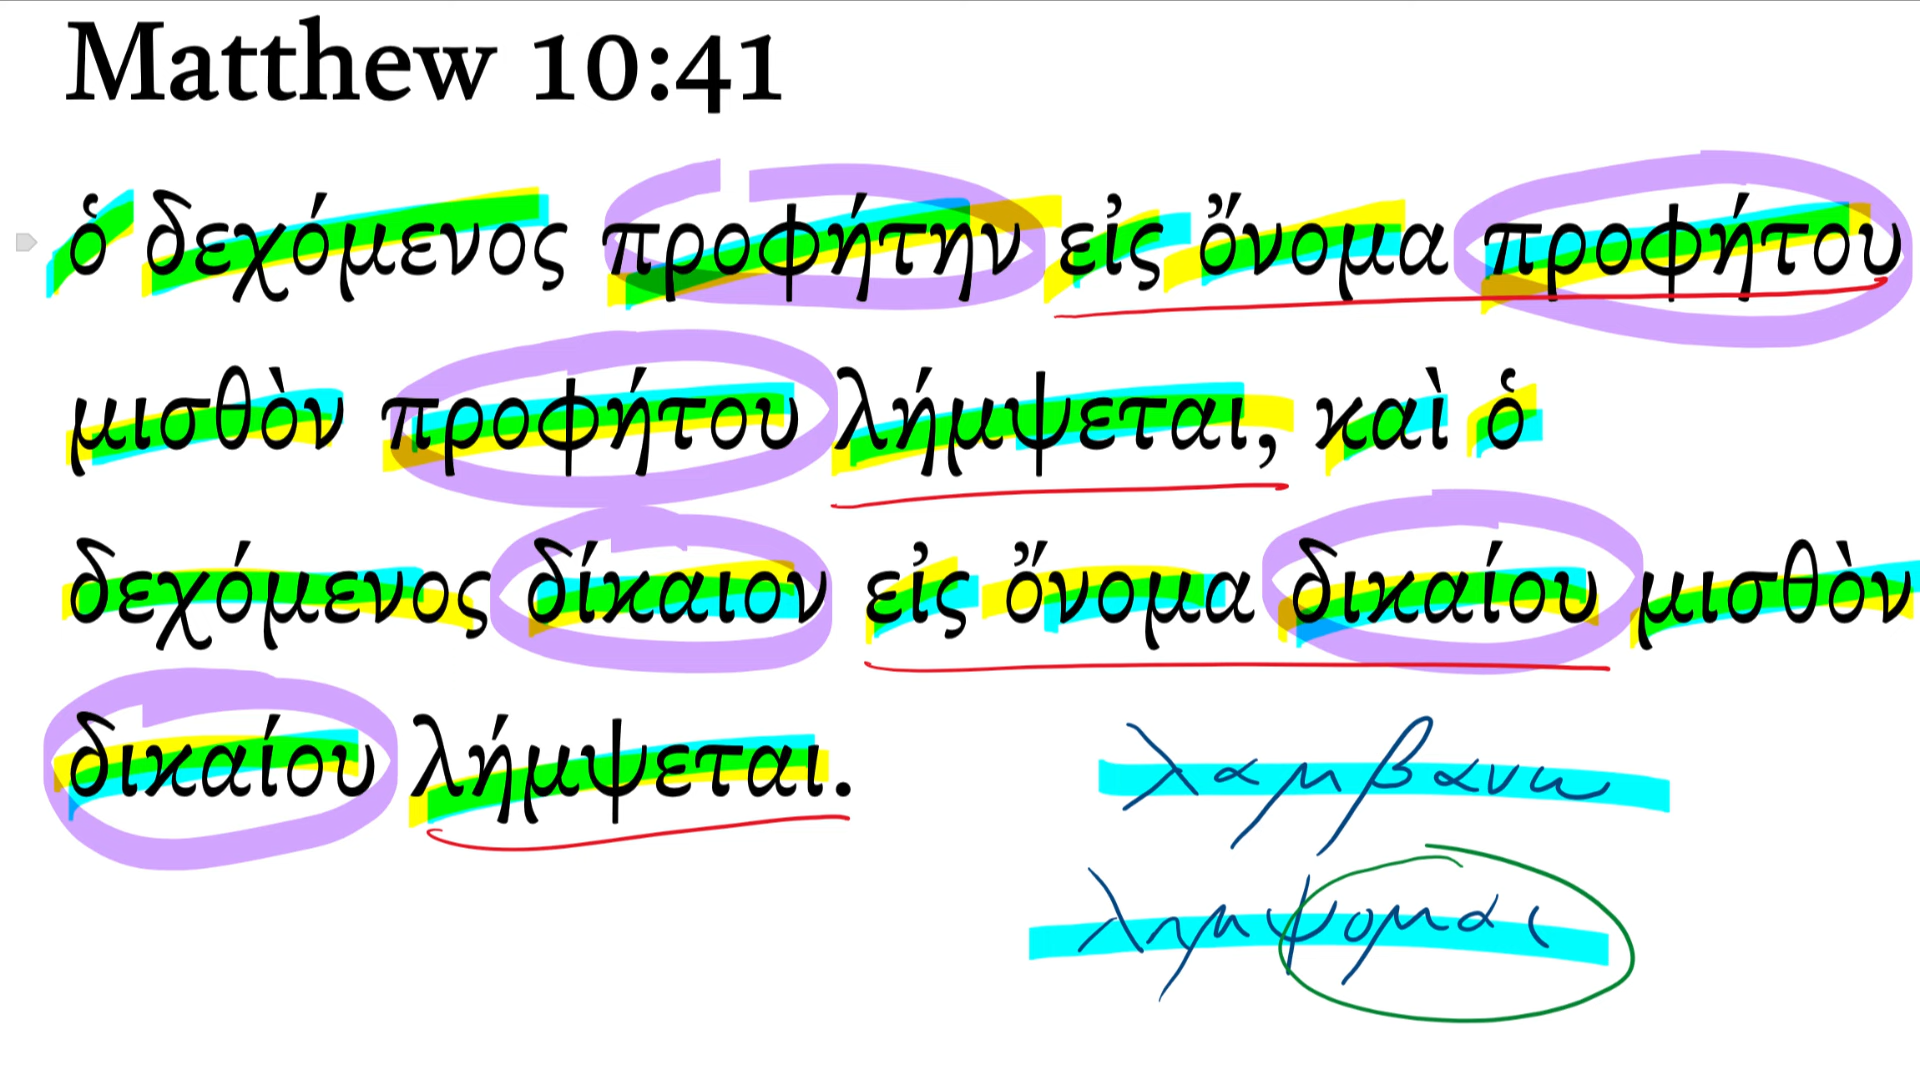 Matthew 10:41
ὁ δεχόμενος προφήτην εἰς ὄνομα προφήτου
μισθὸν προφήτου λήμψεται, καὶ ὁ
δεχόμενος δίκαιον εἰς ὄνομα δικαίου μισθὸν
δικαίου λήμψεται.
λαμβανω
λημψομαι